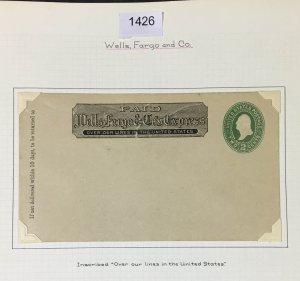 1426
Wells, Fargo and Co.
PAID
Wells, Fargo & Co's Express
OVER OUR LINES IN THE UNITED STATES
If not delivered within 10 days, to be returned to
2
Inscribed "Over our lines in the United States"